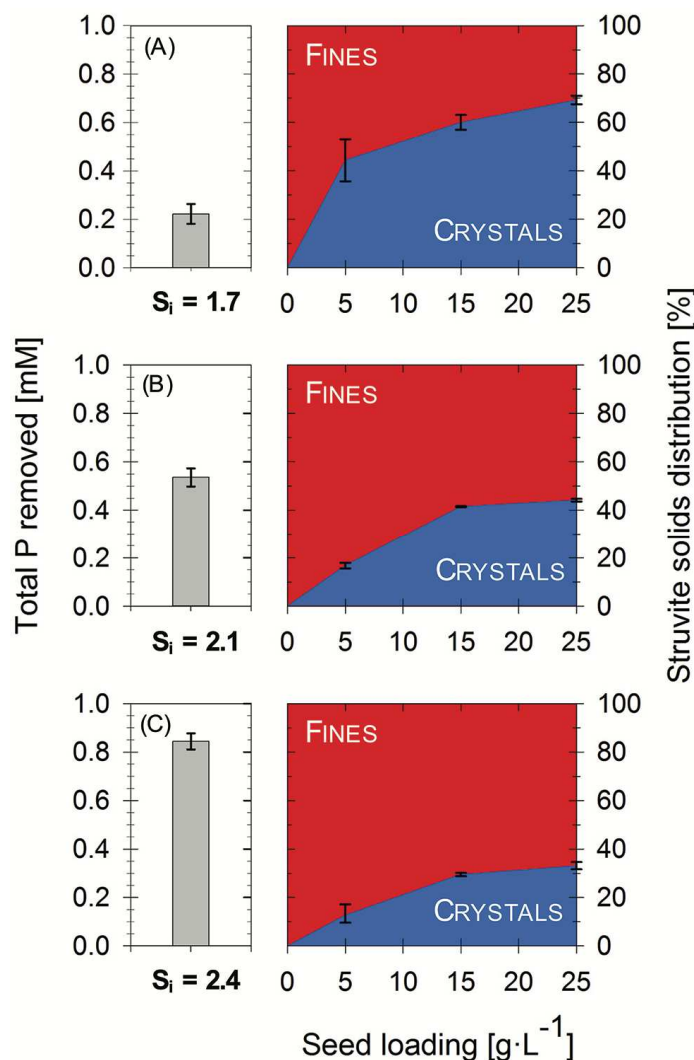 Total P removed [mM]
Struvite solids distribution [%]
(A)
1.0
0.8
0.6
0.4
0.2
0.0
Sᵢ = 1.7
FINES
CRYSTALS
100
80
60
40
20
0
0 5 10 15 20 25
(B)
1.0
0.8
0.6
0.4
0.2
0.0
Sᵢ = 2.1
FINES
CRYSTALS
100
80
60
40
20
0
0 5 10 15 20 25
(C)
1.0
0.8
0.6
0.4
0.2
0.0
Sᵢ = 2.4
FINES
CRYSTALS
100
80
60
40
20
0
0 5 10 15 20 25
Seed loading [g·L⁻¹]